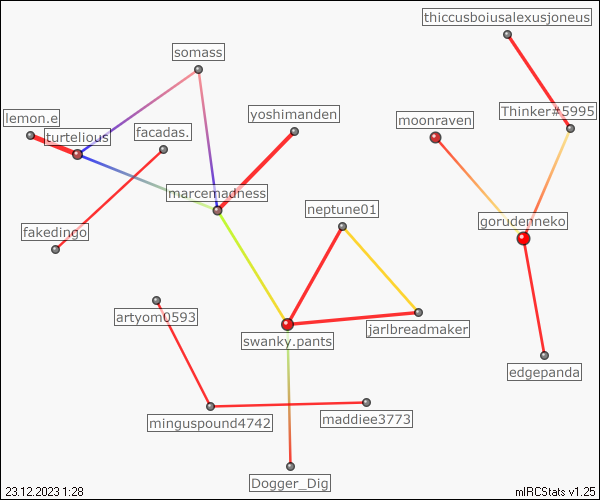 thiccusboiusalexusjoneus
somass
lemon.e
yoshimanden
Thinker#5995
moonraven
facadas.
turtelious
marcemadness
neptune01
gorudenneko
fakedingo
artyom0593
jarlbreadmaker
swanky.pants
edgepanda
maddiee3773
minguspound4742
Dogger_Dig
23.12.2023 1:28
mIRCStats v1.25